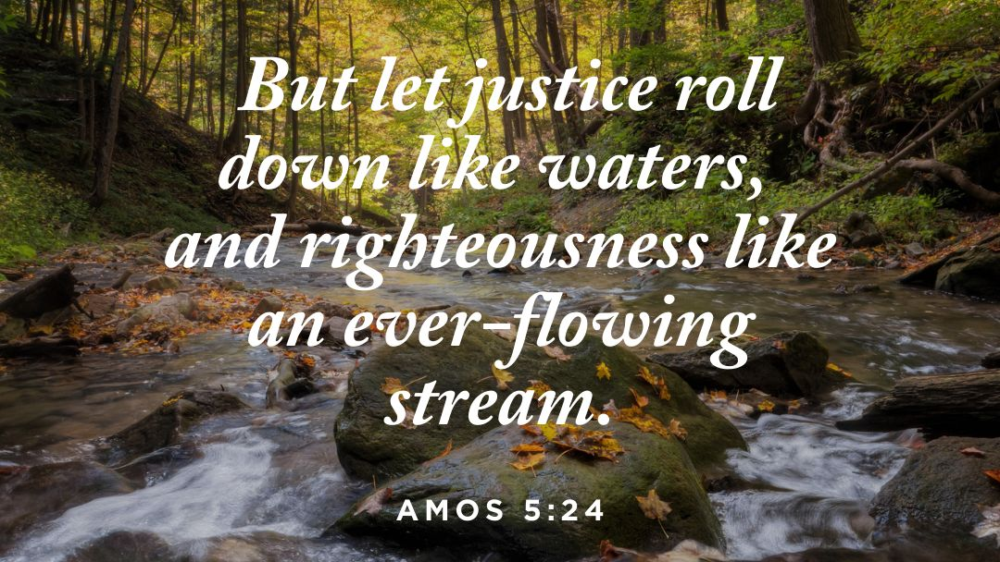 But let justice roll
down like waters,
and righteousness like
an ever-flowing
stream.
AMOS 5:24